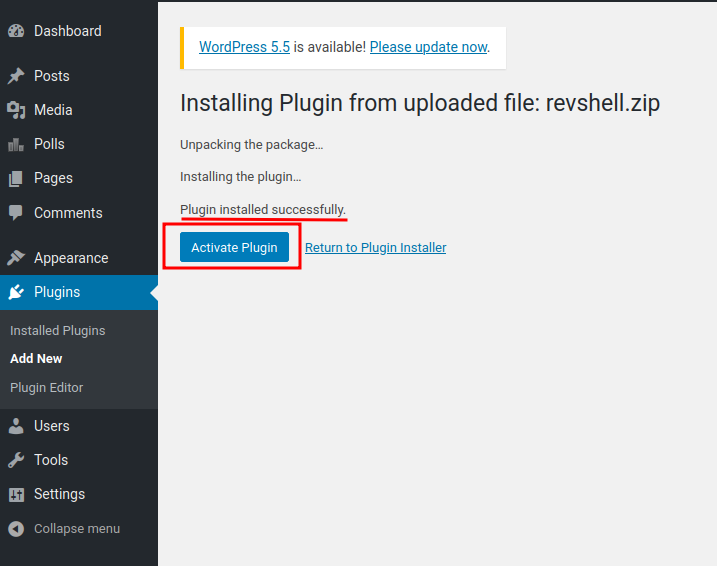 Dashboard
Posts
Media
Polls
Pages
Comments
Appearance
Plugins
Installed Plugins
Add New
Plugin Editor
Users
Tools
Settings
Collapse menu
WordPress 5.5 is available! Please update now.
Installing Plugin from uploaded file: revshell.zip
Unpacking the package…
Installing the plugin…
Plugin installed successfully.
Activate Plugin Return to Plugin Installer